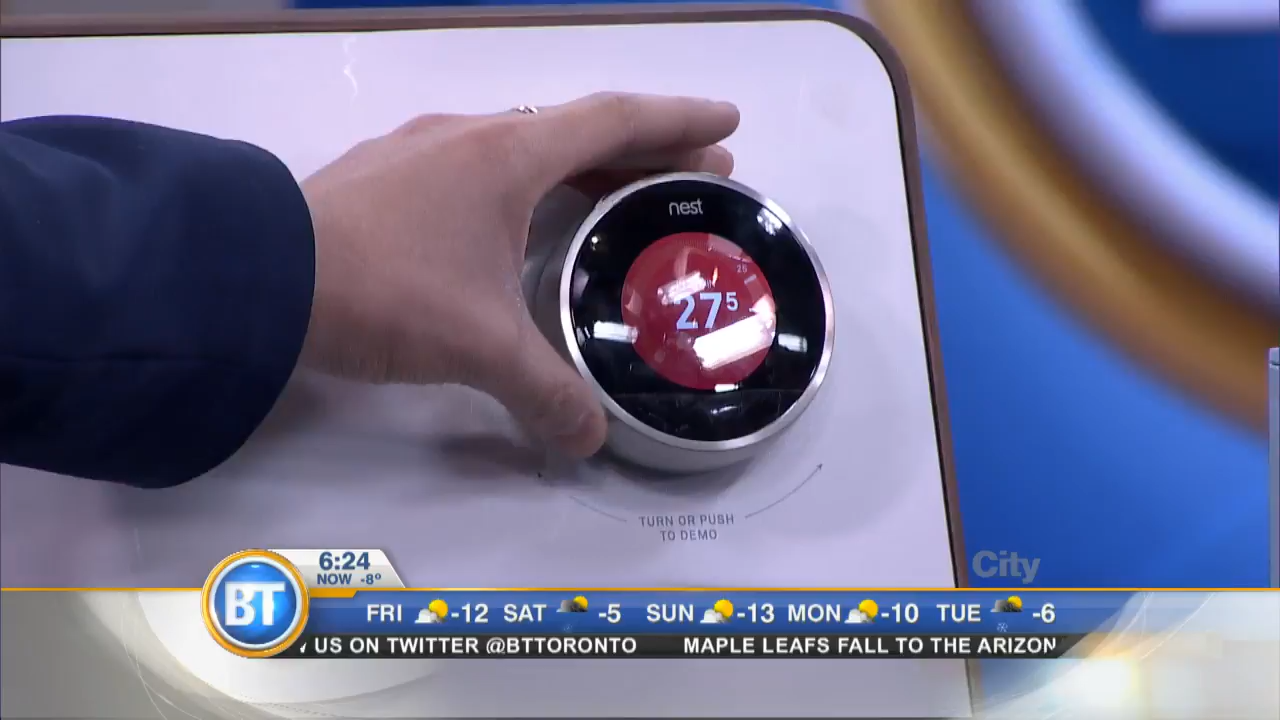 nest
25
27⁵
TURN OR PUSH
TO DEMO
City
6:24
NOW -8°
BT
FRI -12 SAT -5 SUN -13 MON -10 TUE -6
US ON TWITTER @BTTORONTO MAPLE LEAFS FALL TO THE ARIZON